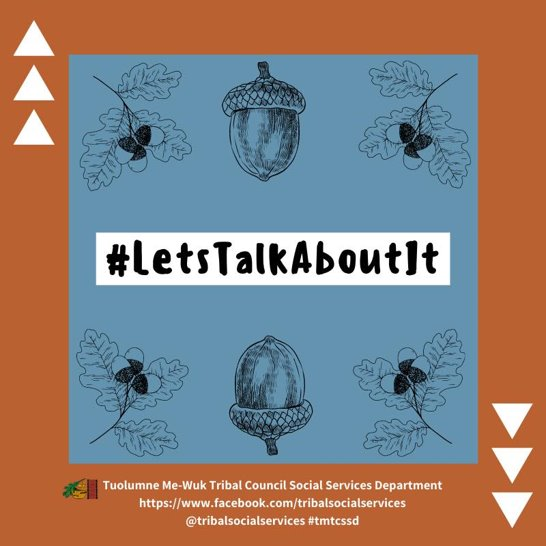 #LetsTalkAboutIt
Tuolumne Me-Wuk Tribal Council Social Services Department
https://www.facebook.com/tribalsocialservices
@tribalsocialservices #tmtcssd